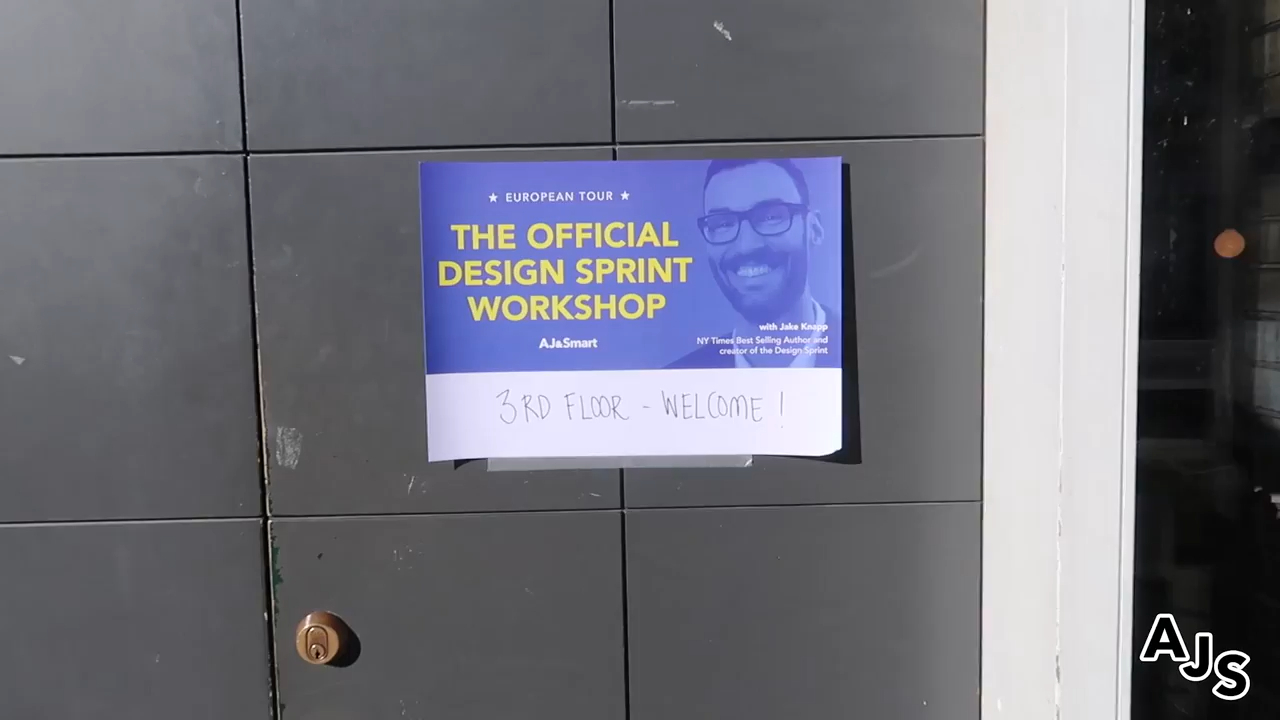 ★ EUROPEAN TOUR ★
THE OFFICIAL
DESIGN SPRINT
WORKSHOP
AJ&Smart
with Jake Knapp
NY Times Best Selling Author and
creator of the Design Sprint
3RD FLOOR - WELCOME!
AJS